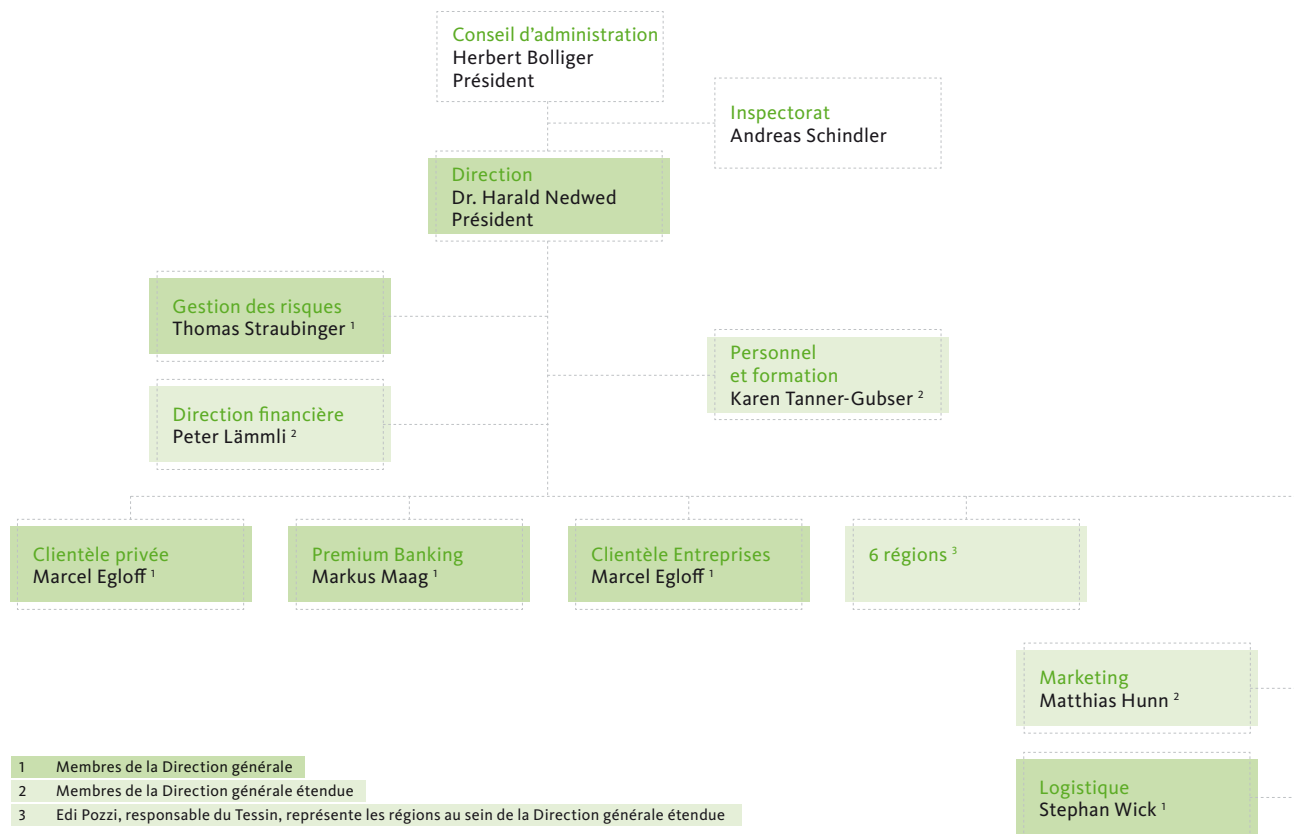 Conseil d'administration
Herbert Bolliger
Président
Inspectorat
Andreas Schindler
Direction
Dr. Harald Nedwed
Président
Gestion des risques
Thomas Straubinger ¹
Personnel
et formation
Karen Tanner-Gubser ²
Direction financière
Peter Lämmli ²
Clientèle privée
Marcel Egloff ¹
Premium Banking
Markus Maag ¹
Clientèle Entreprises
Marcel Egloff ¹
6 régions ³
Marketing
Matthias Hunn ²
Logistique
Stephan Wick ¹
1 Membres de la Direction générale
2 Membres de la Direction générale étendue
3 Edi Pozzi, responsable du Tessin, représente les régions au sein de la Direction générale étendue